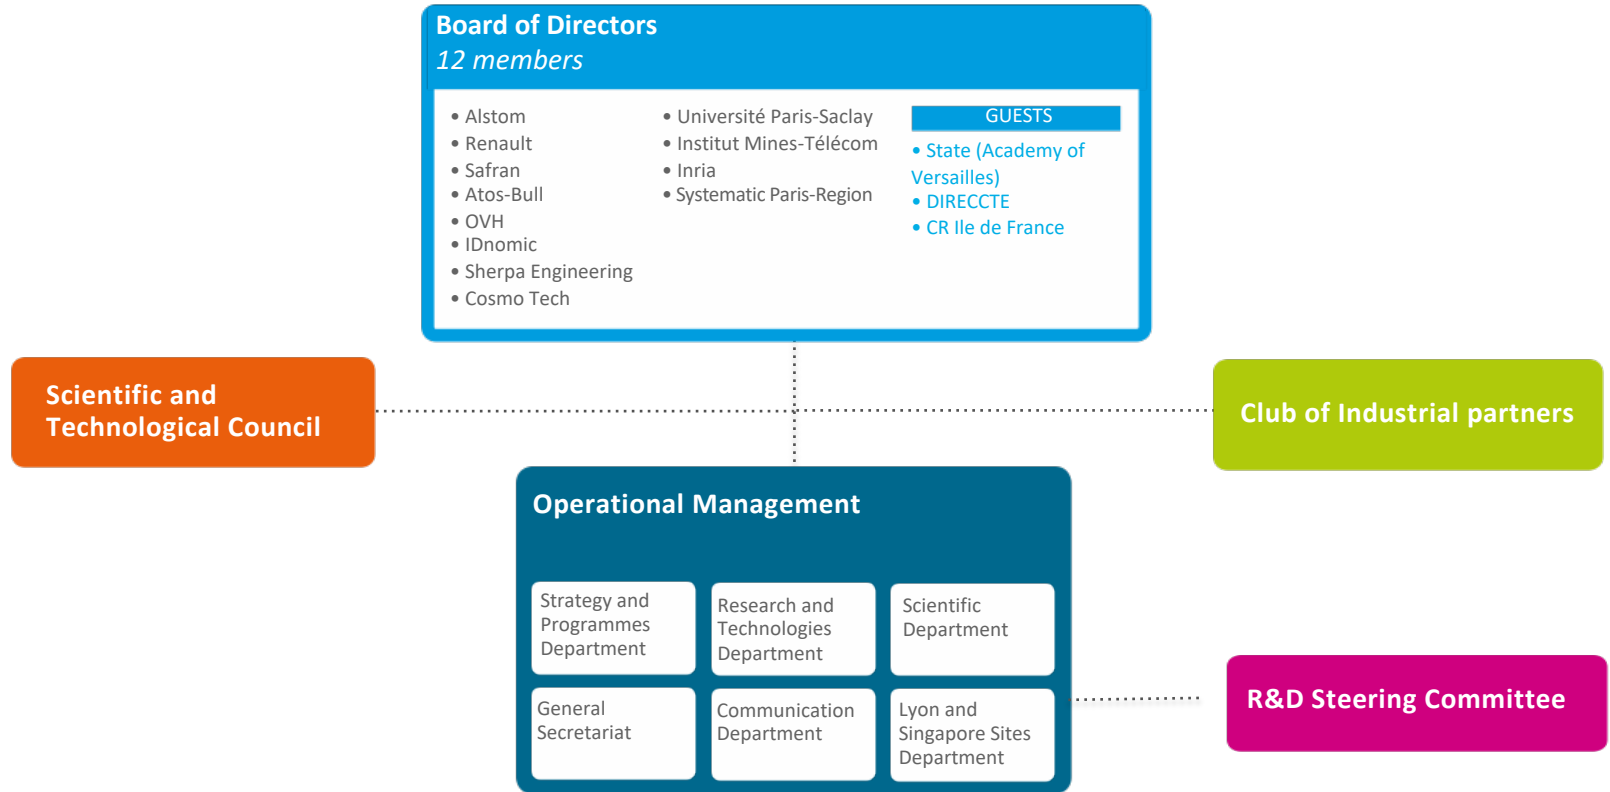 Board of Directors
12 members
• Alstom
• Renault
• Safran
• Atos-Bull
• OVH
• IDnomic
• Sherpa Engineering
• Cosmo Tech
• Université Paris-Saclay
• Institut Mines-Télécom
• Inria
• Systematic Paris-Region
GUESTS
• State (Academy of
Versailles)
• DIRECCTE
• CR Ile de France
Scientific and
Technological Council
Club of Industrial partners
Operational Management
Strategy and
Programmes
Department
Research and
Technologies
Department
Scientific
Department
General
Secretariat
Communication
Department
Lyon and
Singapore Sites
Department
R&D Steering Committee